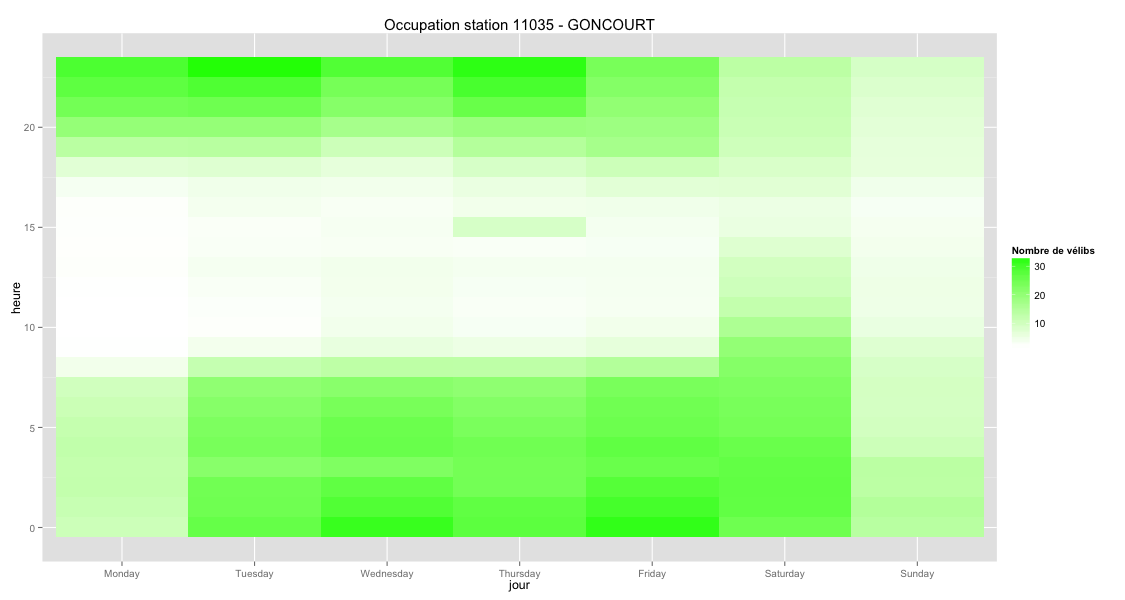 Occupation station 11035 - GONCOURT
heure
20
15
10
5
0
Monday Tuesday Wednesday Thursday Friday Saturday Sunday
jour
Nombre de vélibs
30
20
10